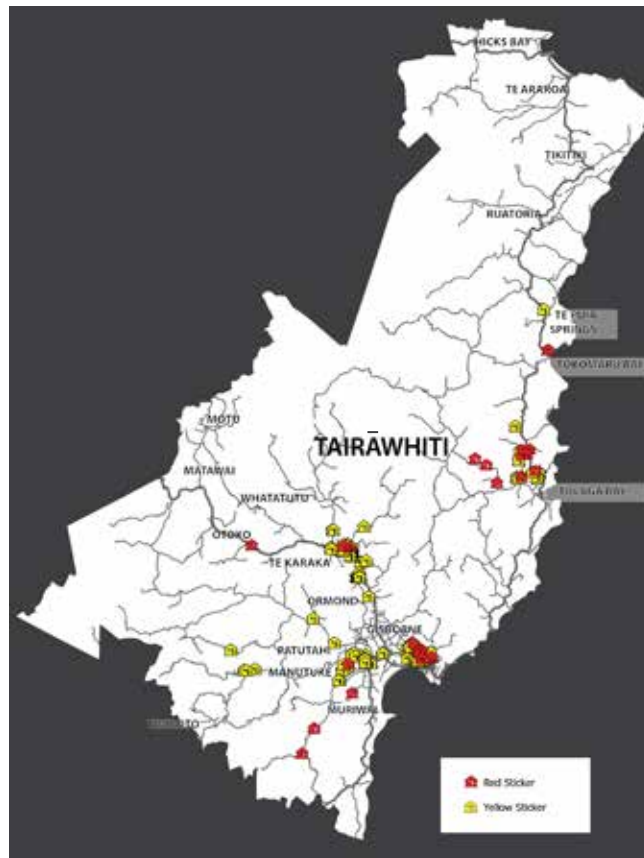 HICKS BAY
TE ARAROA
TIKITIKI
RUATORIA
TE PUIA
SPRINGS
TOKOMARU BAY
TAIRĀWHITI
MOTU
MATAWAI
WHATATUTU
TOLAGA BAY
OTOKO
TE KARAKA
ORMOND
GISBORNE
PATUTAHI
MANUTUKE
MURIWAI
Red Sticker
Yellow Sticker